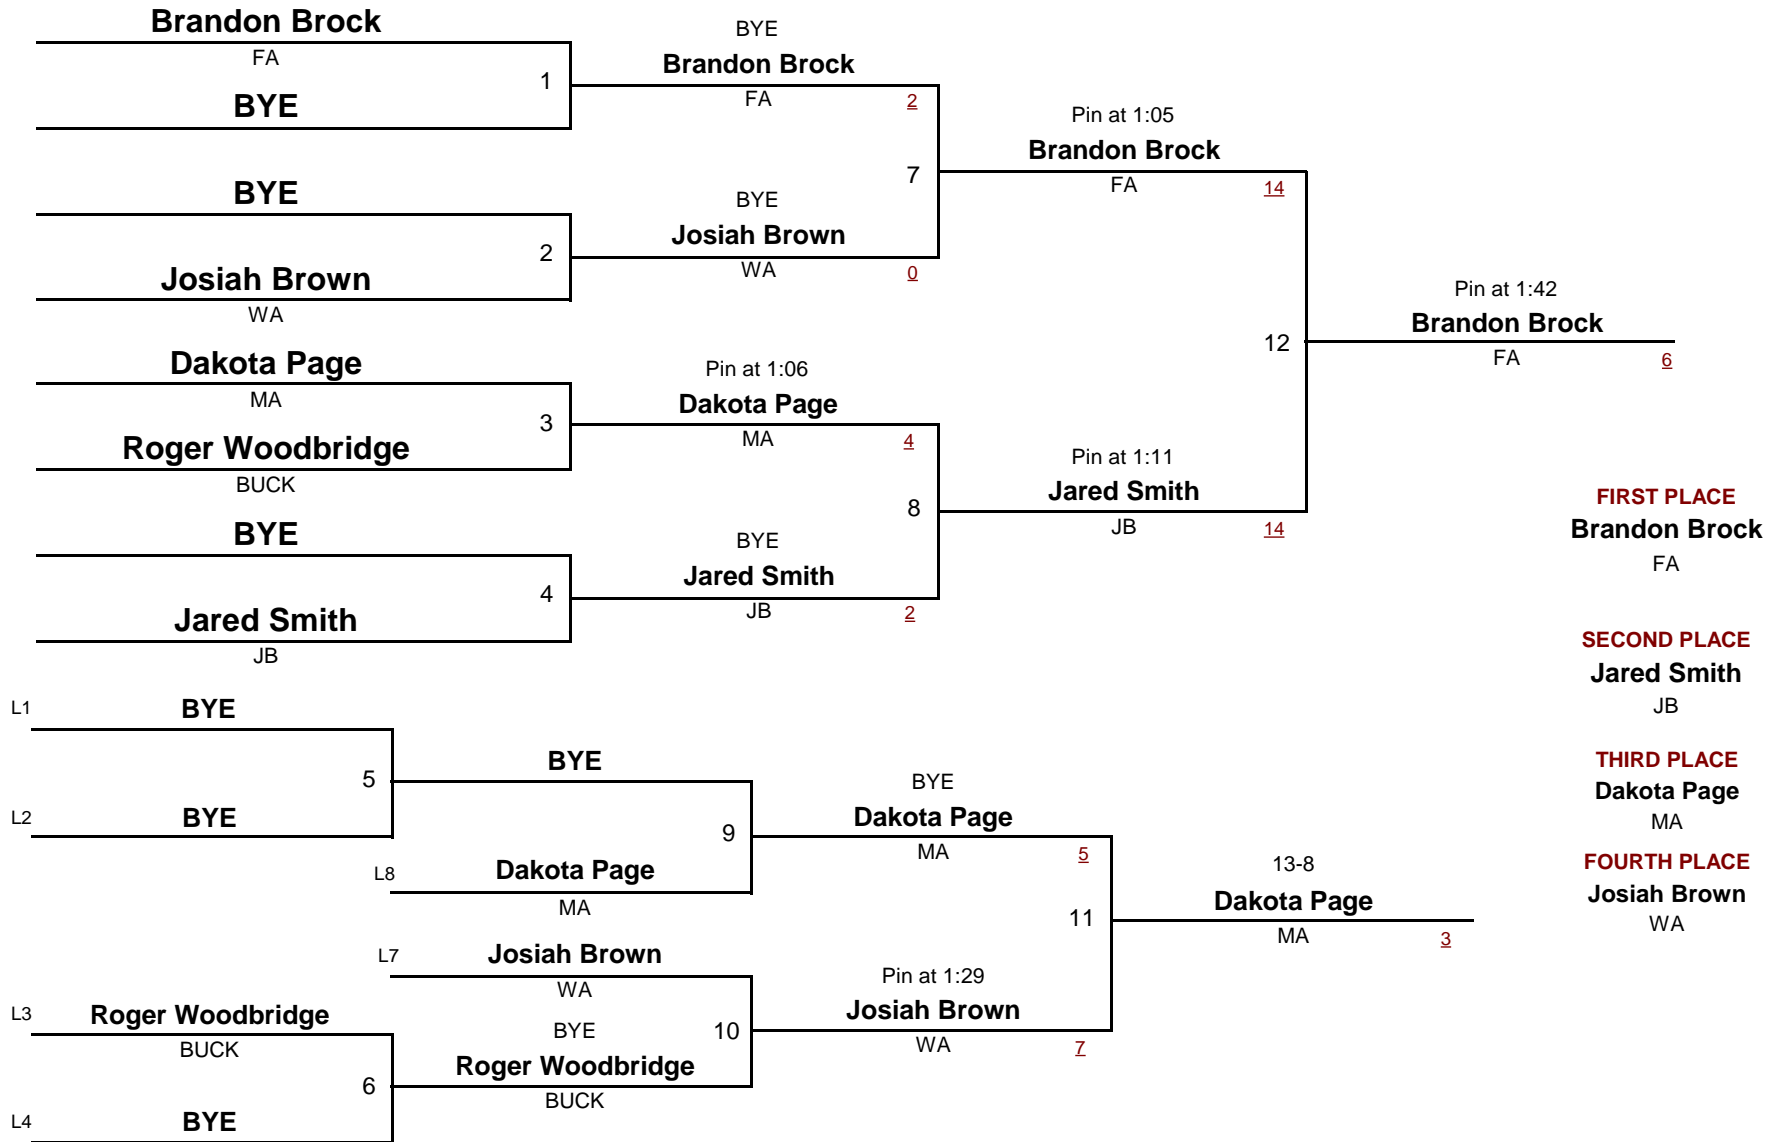 Brandon Brock
FA
1
BYE
BYE
Brandon Brock
FA
2
BYE
2
Josiah Brown
WA
7
BYE
Josiah Brown
WA
0
Pin at 1:05
Brandon Brock
FA
14
Dakota Page
MA
3
Roger Woodbridge
BUCK
Pin at 1:06
Dakota Page
MA
4
BYE
4
Jared Smith
JB
8
BYE
Jared Smith
JB
2
Pin at 1:11
Jared Smith
JB
14
12
Pin at 1:42
Brandon Brock
FA
6
FIRST PLACE
Brandon Brock
FA
SECOND PLACE
Jared Smith
JB
THIRD PLACE
Dakota Page
MA
FOURTH PLACE
Josiah Brown
WA
L1
BYE
5
L2
BYE
BYE
9
L8
Dakota Page
MA
BYE
Dakota Page
MA
5
L7
Josiah Brown
WA
L3
Roger Woodbridge
BUCK
6
L4
BYE
BYE
10
Roger Woodbridge
BUCK
Pin at 1:29
Josiah Brown
WA
7
11
13-8
Dakota Page
MA
3